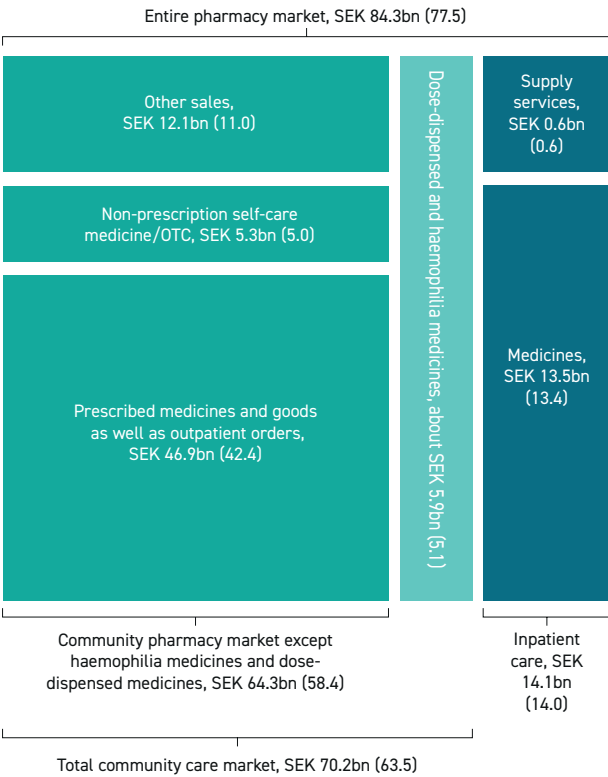 Entire pharmacy market, SEK 84.3bn (77.5)
Other sales,
SEK 12.1bn (11.0)
Non-prescription self-care
medicine/OTC, SEK 5.3bn (5.0)
Prescribed medicines and goods
as well as outpatient orders,
SEK 46.9bn (42.4)
Dose-dispensed and haemophilia medicines, about SEK 5.9bn (5.1)
Supply
services,
SEK 0.6bn
(0.6)
Medicines,
SEK 13.5bn
(13.4)
Community pharmacy market except
haemophilia medicines and dose-
dispensed medicines, SEK 64.3bn (58.4)
Inpatient
care, SEK
14.1bn
(14.0)
Total community care market, SEK 70.2bn (63.5)